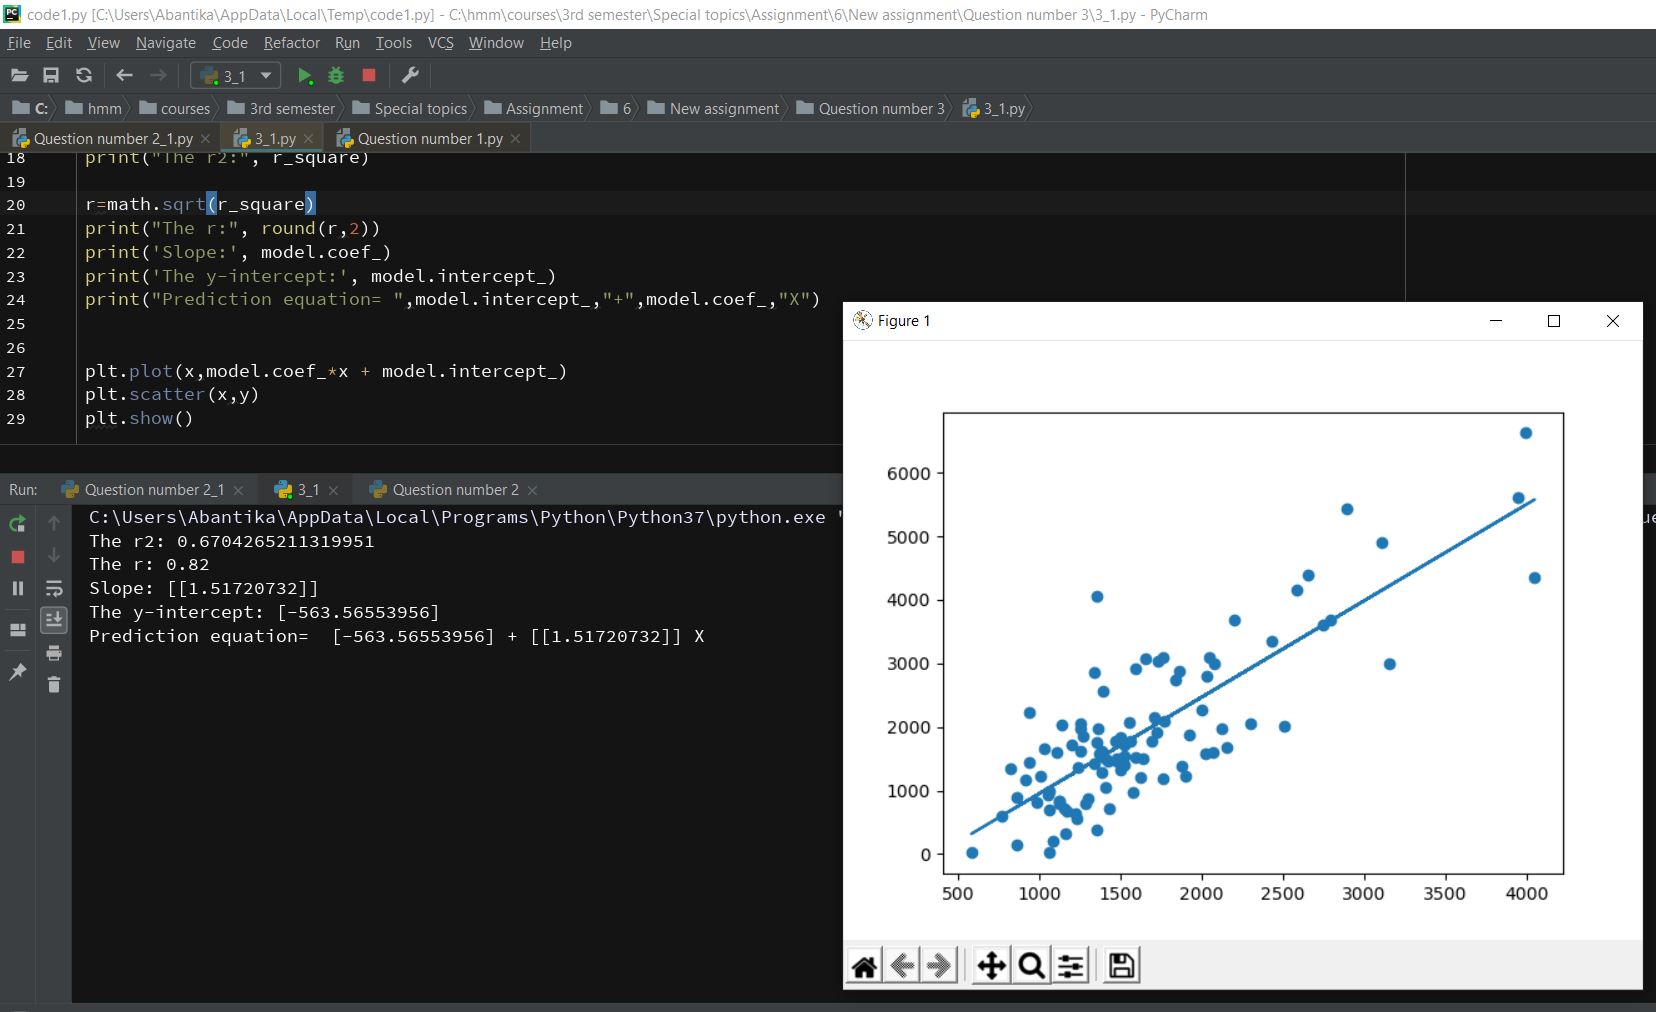 code1.py [C:\Users\Abantika\AppData\Local\Temp\code1.py] - C:\hmm\courses\3rd semester\Special topics\Assignment\6\New assignment\Question number 3\3_1.py - PyCharm
File Edit View Navigate Code Refactor Run Tools VCS Window Help
3_1
C: hmm courses 3rd semester Special topics Assignment 6 New assignment Question number 3 3_1.py
Question number 2_1.py 3_1.py Question number 1.py
18 print("The r2:", r_square)
19
20 r=math.sqrt(r_square)
21 print("The r:", round(r,2))
22 print('Slope:', model.coef_)
23 print('The y-intercept:', model.intercept_)
24 print("Prediction equation= ",model.intercept_,"+",model.coef_,"X")
25
26
27 plt.plot(x,model.coef_*x + model.intercept_)
28 plt.scatter(x,y)
29 plt.show()
Run: Question number 2_1 3_1 Question number 2
C:\Users\Abantika\AppData\Local\Programs\Python\Python37\python.exe
The r2: 0.6704265211319951
The r: 0.82
Slope: [[1.51720732]]
The y-intercept: [-563.56553956]
Prediction equation=  [-563.56553956] + [[1.51720732]] X
Figure 1
6000
5000
4000
3000
2000
1000
0
500 1000 1500 2000 2500 3000 3500 4000